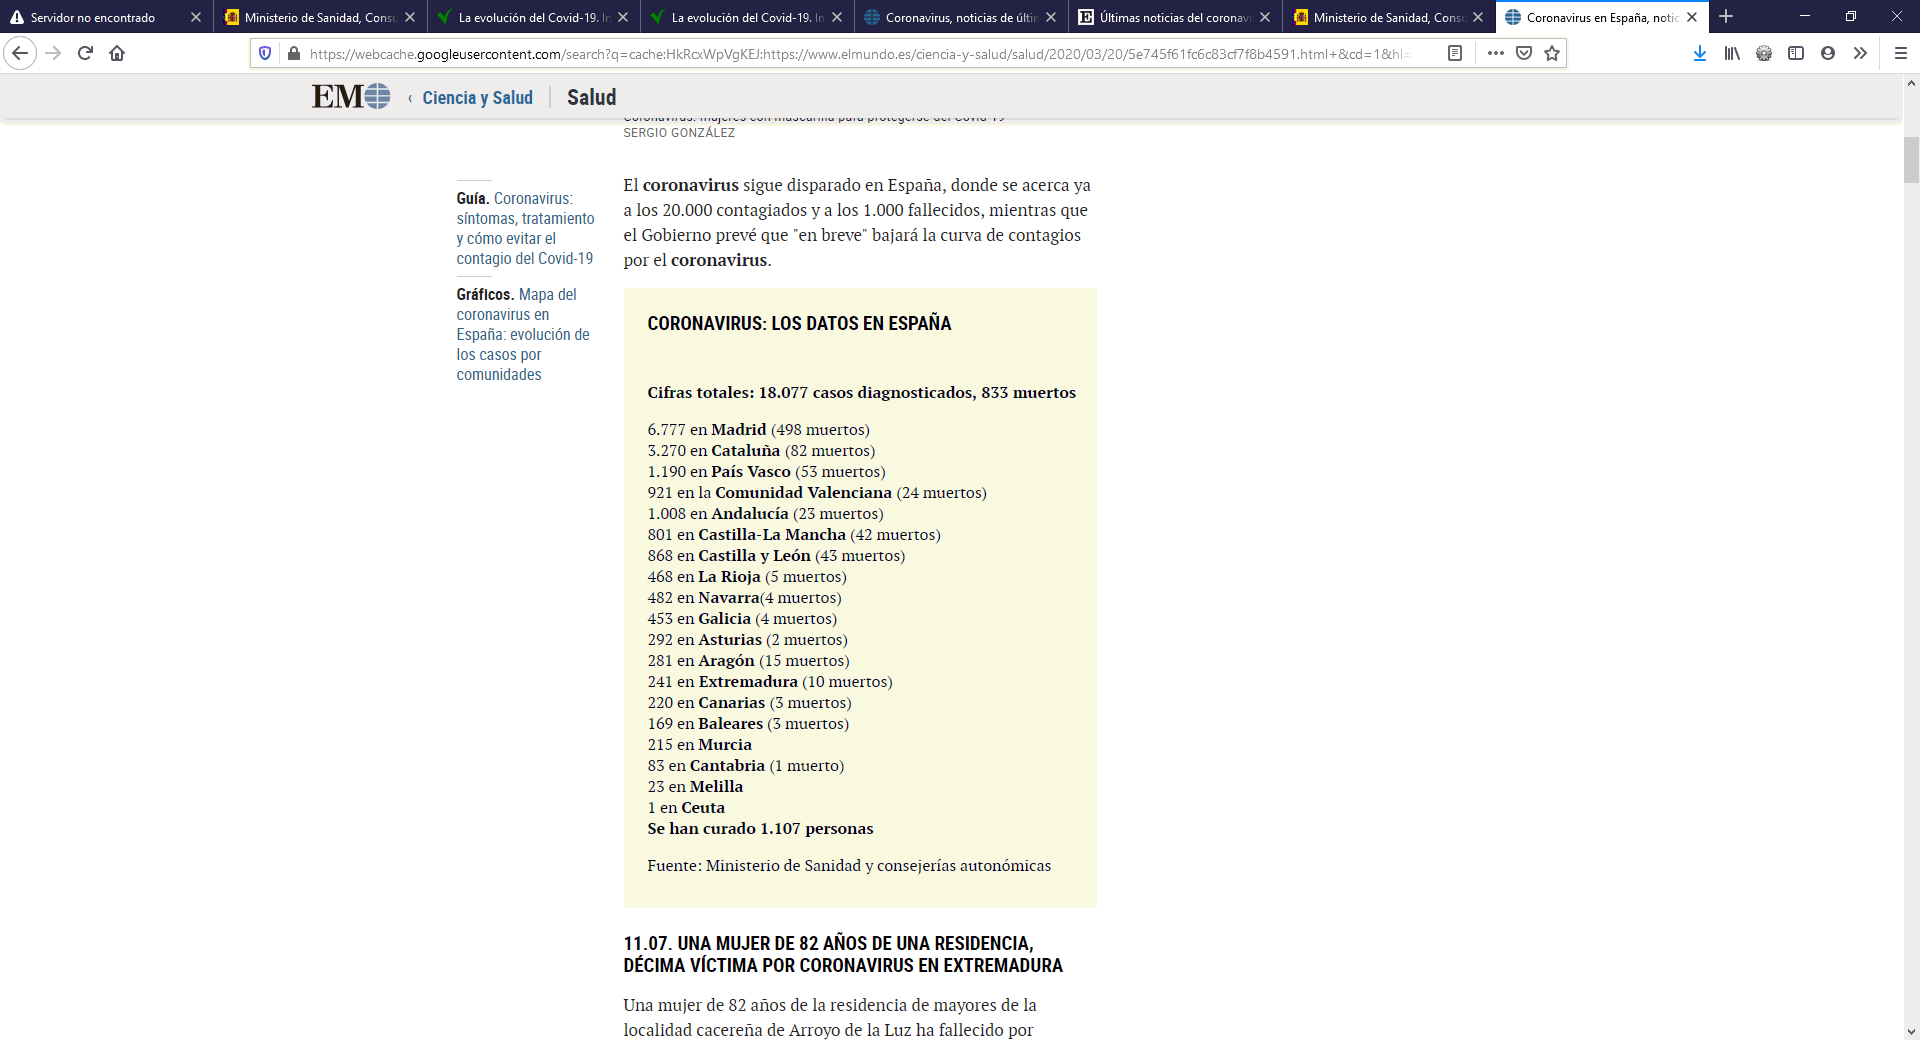 Servidor no encontrado
Ministerio de Sanidad, Consu
La evolución del Covid-19. In
La evolución del Covid-19. In
Coronavirus, noticias de últin
Últimas noticias del coronavi
Ministerio de Sanidad, Consu
Coronavirus en España, notic
https://webcache.googleusercontent.com/search?q=cache:HkRcxWpVgKEJ:https://www.elmundo.es/ciencia-y-salud/salud/2020/03/20/5e745f61fc6c83cf7f8b4591.html+&cd=1&hl=
EM
‹ Ciencia y Salud
Salud
Coronavirus: mujeres con mascarilla para protegerse del Covid-19
SERGIO GONZÁLEZ
Guía. Coronavirus:
síntomas, tratamiento
y cómo evitar el
contagio del Covid-19
Gráficos. Mapa del
coronavirus en
España: evolución de
los casos por
comunidades
El coronavirus sigue disparado en España, donde se acerca ya
a los 20.000 contagiados y a los 1.000 fallecidos, mientras que
el Gobierno prevé que "en breve" bajará la curva de contagios
por el coronavirus.
CORONAVIRUS: LOS DATOS EN ESPAÑA
Cifras totales: 18.077 casos diagnosticados, 833 muertos
6.777 en Madrid (498 muertos)
3.270 en Cataluña (82 muertos)
1.190 en País Vasco (53 muertos)
921 en la Comunidad Valenciana (24 muertos)
1.008 en Andalucía (23 muertos)
801 en Castilla-La Mancha (42 muertos)
868 en Castilla y León (43 muertos)
468 en La Rioja (5 muertos)
482 en Navarra(4 muertos)
453 en Galicia (4 muertos)
292 en Asturias (2 muertos)
281 en Aragón (15 muertos)
241 en Extremadura (10 muertos)
220 en Canarias (3 muertos)
169 en Baleares (3 muertos)
215 en Murcia
83 en Cantabria (1 muerto)
23 en Melilla
1 en Ceuta
Se han curado 1.107 personas
Fuente: Ministerio de Sanidad y consejerías autonómicas
11.07. UNA MUJER DE 82 AÑOS DE UNA RESIDENCIA,
DÉCIMA VÍCTIMA POR CORONAVIRUS EN EXTREMADURA
Una mujer de 82 años de la residencia de mayores de la
localidad cacereña de Arroyo de la Luz ha fallecido por